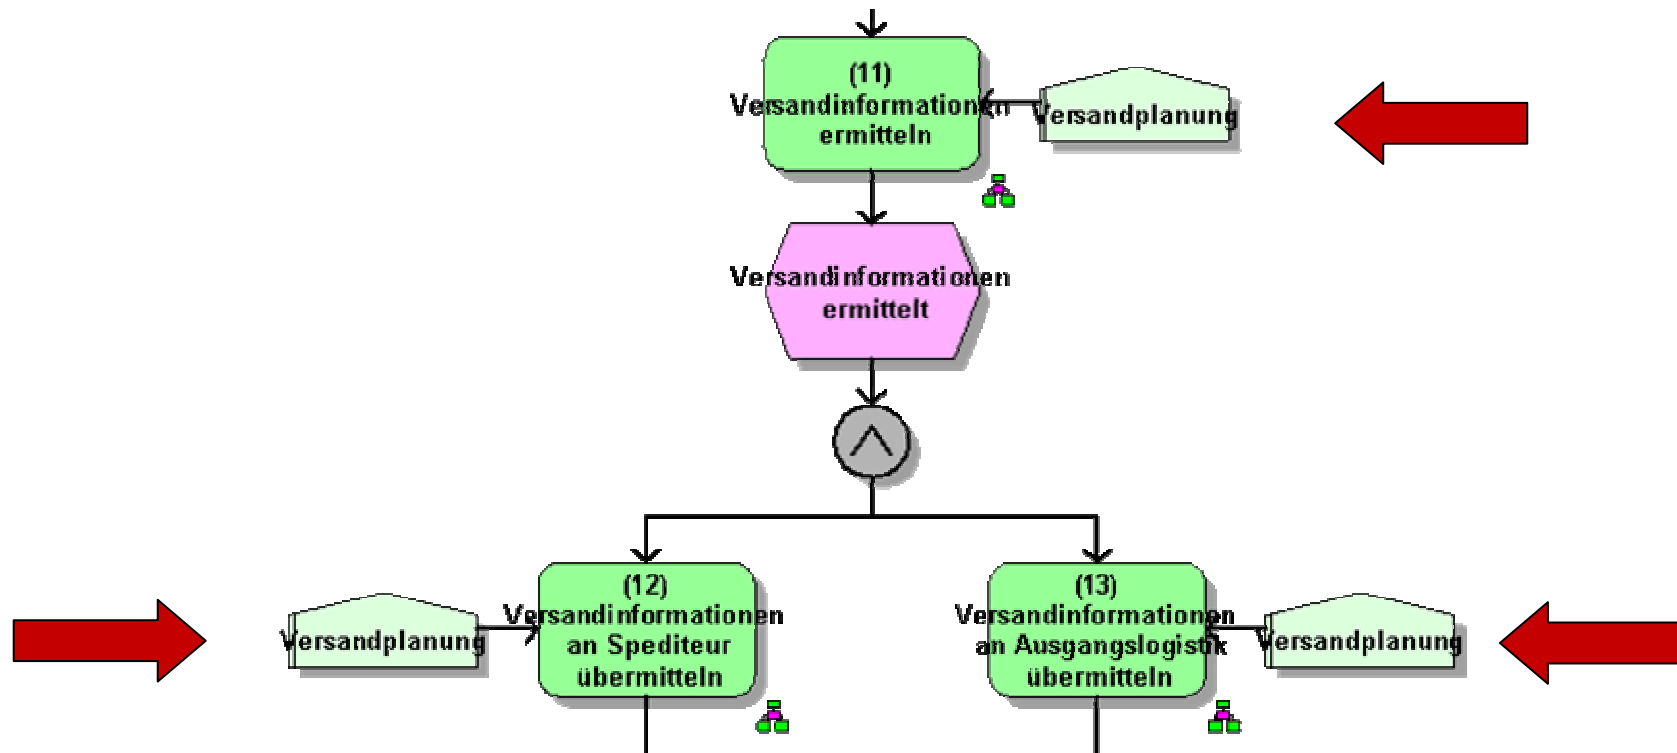 (11)
Versandinformationen
ermitteln
Versandplanung
Versandinformationen
ermittelt
Versandplanung
(12)
Versandinformationen
an Spediteur
übermitteln
(13)
Versandinformationen
an Ausgangslogistik
übermitteln
Versandplanung